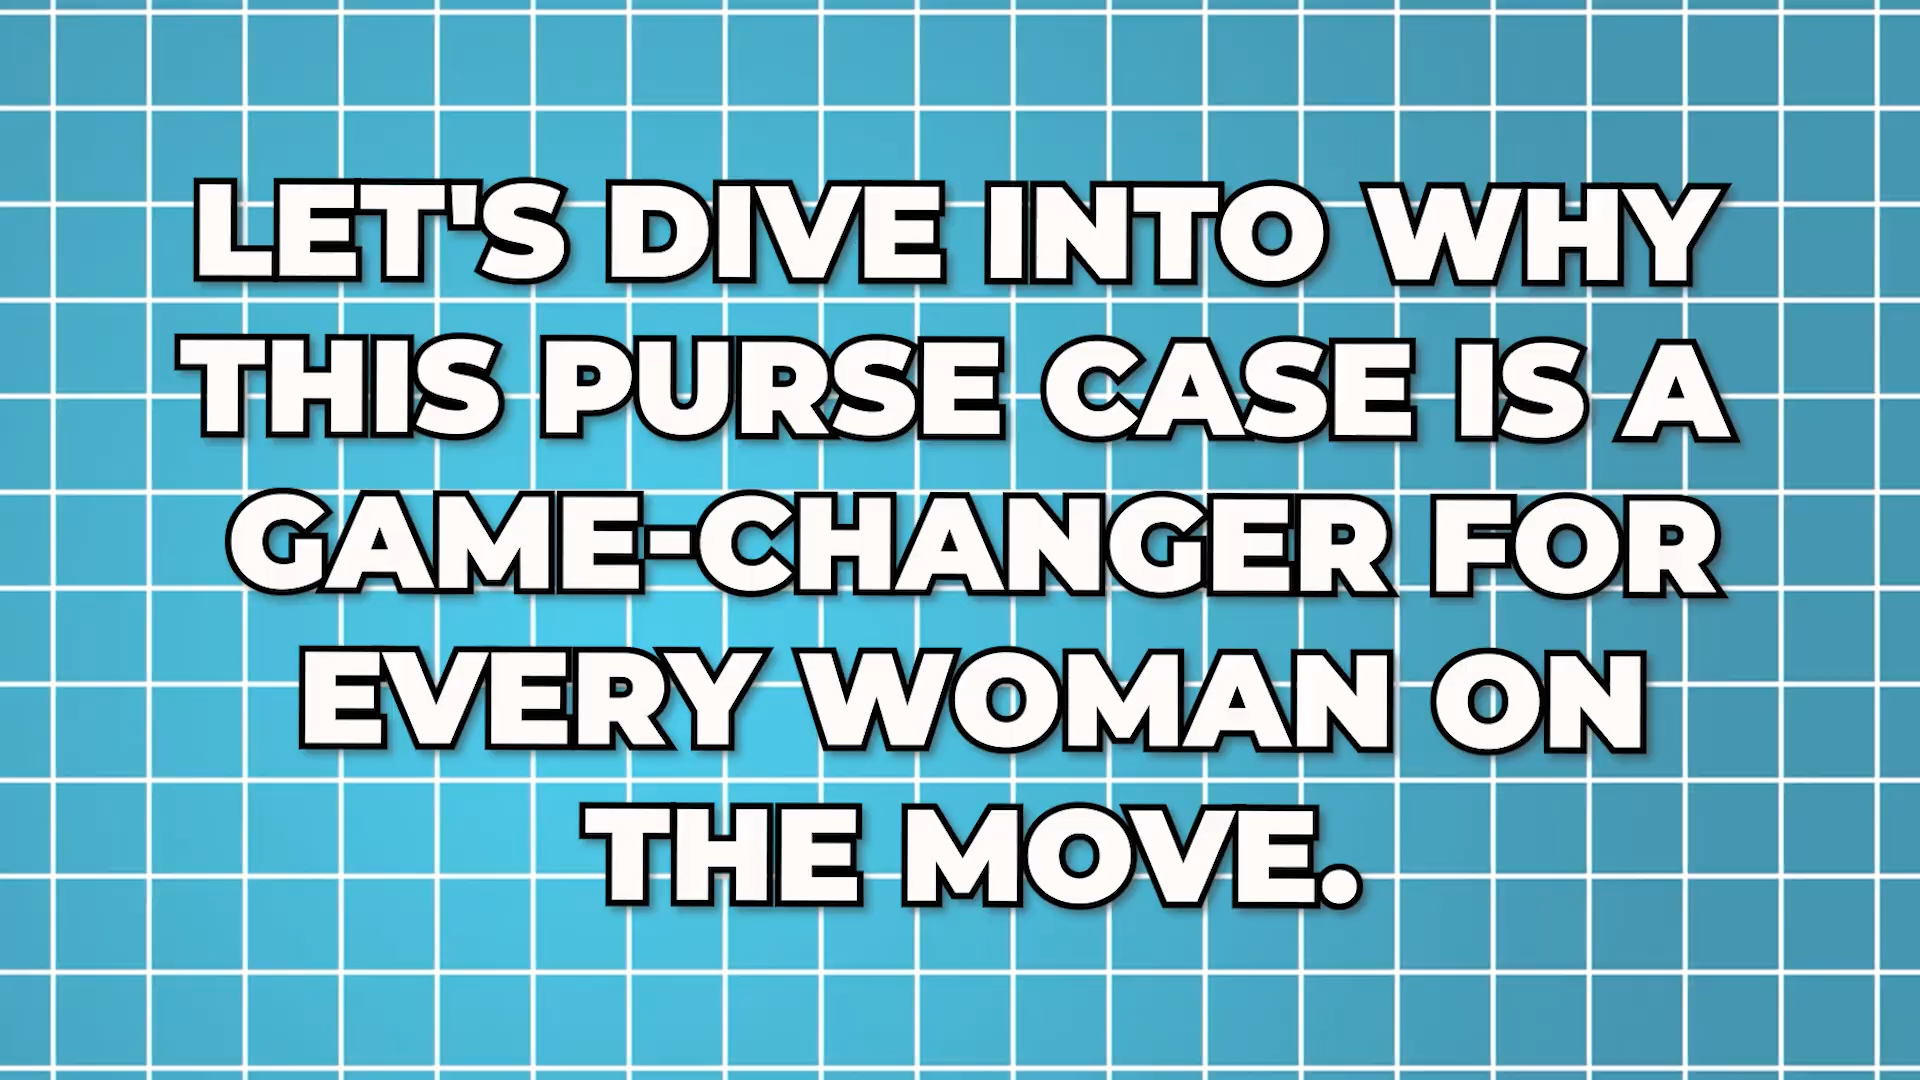 LET'S DIVE INTO WHY
THIS PURSE CASE IS A
GAME-CHANGER FOR
EVERY WOMAN ON
THE MOVE.